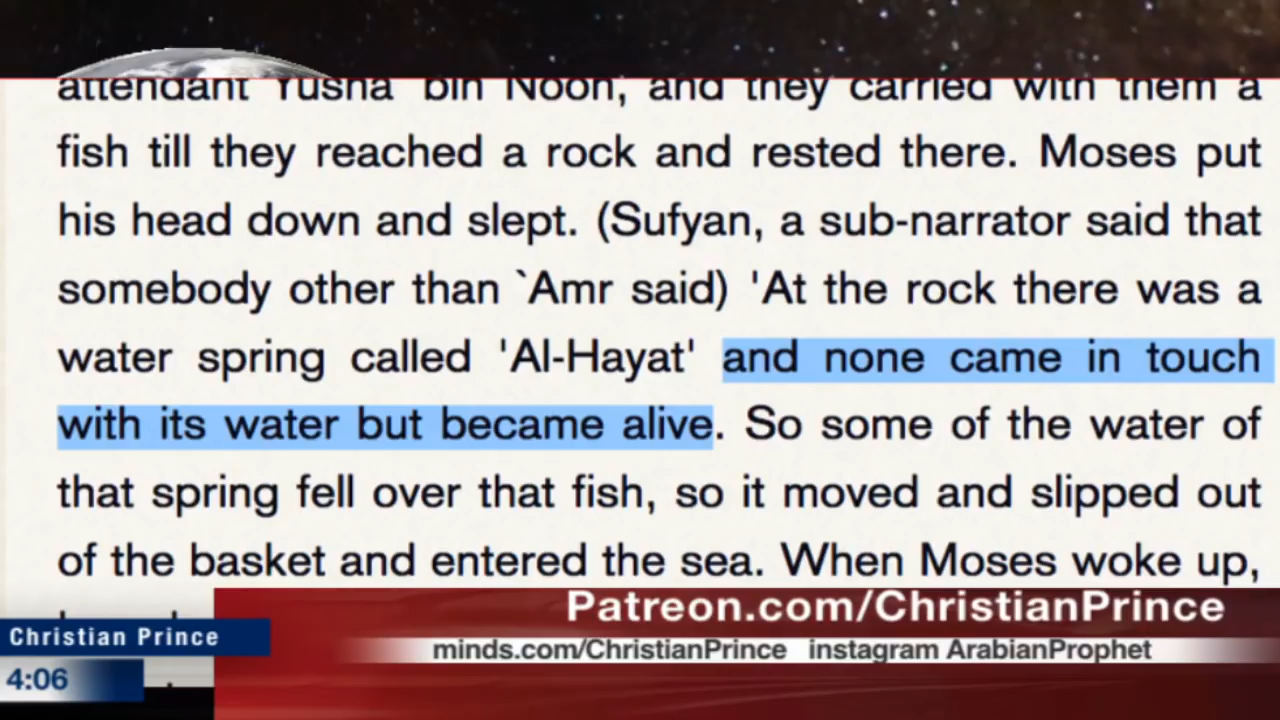 attendant Yusha` bin Noon, and they carried with them a
fish till they reached a rock and rested there. Moses put
his head down and slept. (Sufyan, a sub-narrator said that
somebody other than `Amr said) 'At the rock there was a
water spring called 'Al-Hayat' and none came in touch
with its water but became alive. So some of the water of
that spring fell over that fish, so it moved and slipped out
of the basket and entered the sea. When Moses woke up,
Patreon.com/ChristianPrince
Christian Prince
minds.com/ChristianPrince instagram ArabianProphet
4:06